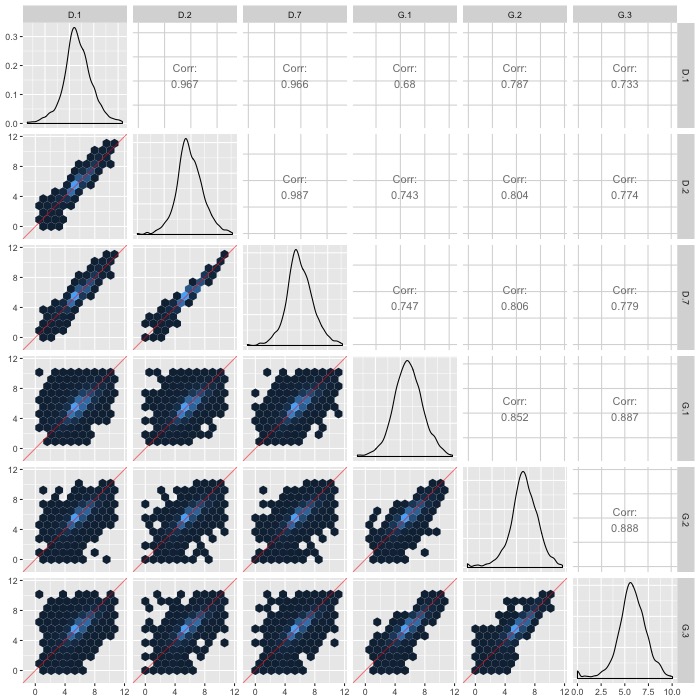 D.1 D.2 D.7 G.1 G.2 G.3
0.3
0.2
0.1
0.0
Corr:
0.967
Corr:
0.966
Corr:
0.68
Corr:
0.787
Corr:
0.733
D.1
12
8
4
0
Corr:
0.987
Corr:
0.743
Corr:
0.804
Corr:
0.774
D.2
12
8
4
0
Corr:
0.747
Corr:
0.806
Corr:
0.779
D.7
12
8
4
0
Corr:
0.852
Corr:
0.887
G.1
12
8
4
0
Corr:
0.888
G.2
12
8
4
0
G.3
0 4 8 12 0 4 8 12 0 4 8 12 0 4 8 12 0 4 8 12 0.0 2.5 5.0 7.5 10.0